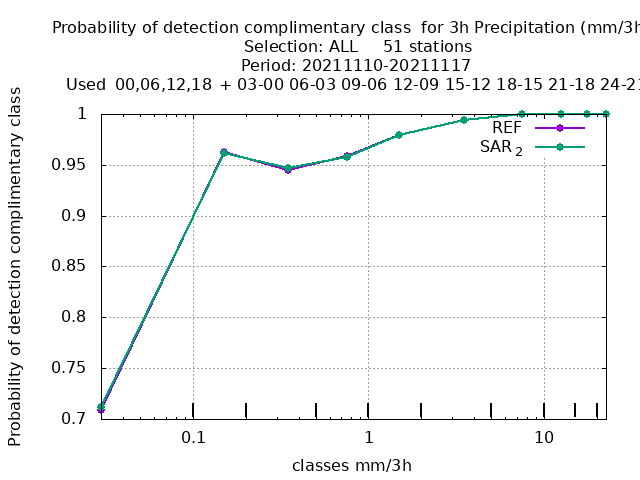 Probability of detection complimentary class  for 3h Precipitation (mm/3h
Selection: ALL     51 stations
Period: 20211110-20211117
Used  00,06,12,18  + 03-00 06-03 09-06 12-09  15-12  18-15  21-18  24-21
Probability of detection complimentary class
1
0.95
0.9
0.85
0.8
0.75
0.7
REF
SAR 2
0.1
1
10
classes mm/3h